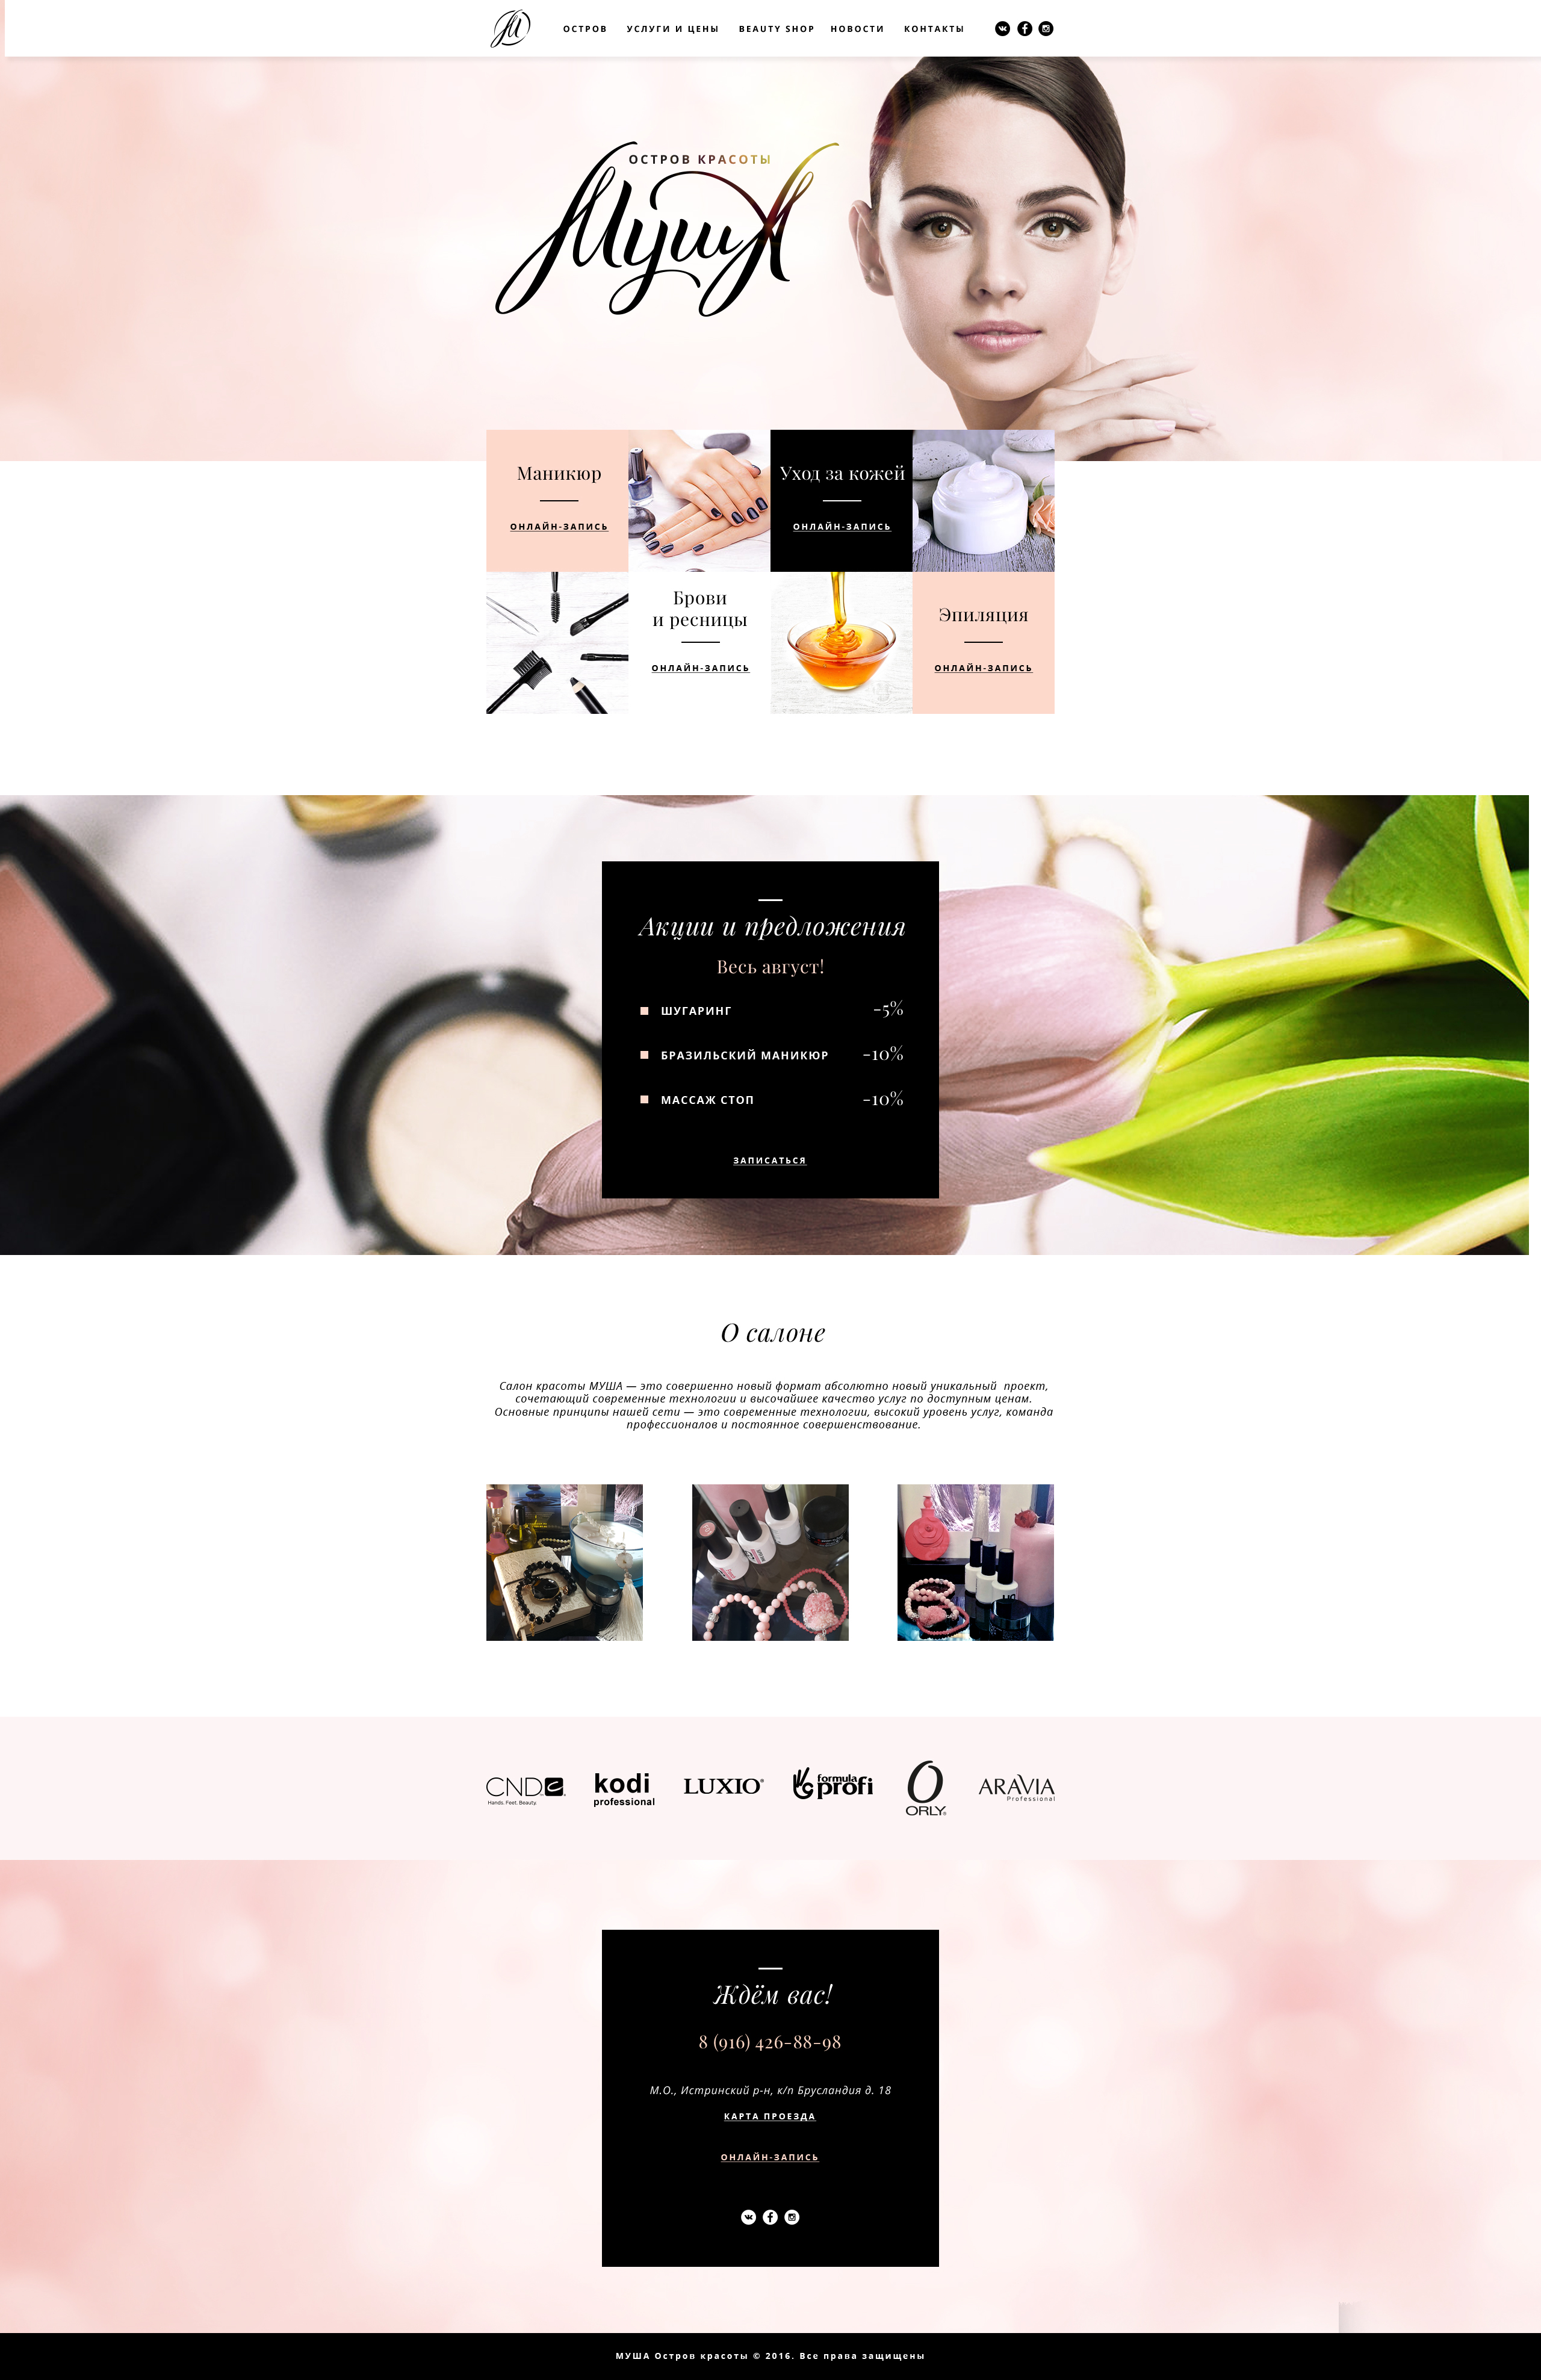 ОСТРОВ УСЛУГИ И ЦЕНЫ BEAUTY SHOP НОВОСТИ КОНТАКТЫ
ОСТРОВ КРАСОТЫ
МушА
Маникюр
ОНЛАЙН-ЗАПИСЬ
Уход за кожей
ОНЛАЙН-ЗАПИСЬ
Брови
и ресницы
ОНЛАЙН-ЗАПИСЬ
Эпиляция
ОНЛАЙН-ЗАПИСЬ
Акции и предложения
Весь август!
ШУГАРИНГ -5%
БРАЗИЛЬСКИЙ МАНИКЮР -10%
МАССАЖ СТОП -10%
ЗАПИСАТЬСЯ
О салоне
Салон красоты МУША — это совершенно новый формат абсолютно новый уникальный проект,
сочетающий современные технологии и высочайшее качество услуг по доступным ценам.
Основные принципы нашей сети — это современные технологии, высокий уровень услуг, команда
профессионалов и постоянное совершенствование.
CND
Hands. Feet. Beauty.
kodi
professional
LUXIO®
formula
profi
ORLY®
ARAVIA
Professional
Ждём вас!
8 (916) 426-88-98
М.О., Истринский р-н, к/п Брусландия д. 18
КАРТА ПРОЕЗДА
ОНЛАЙН-ЗАПИСЬ
МУША Остров красоты © 2016. Все права защищены